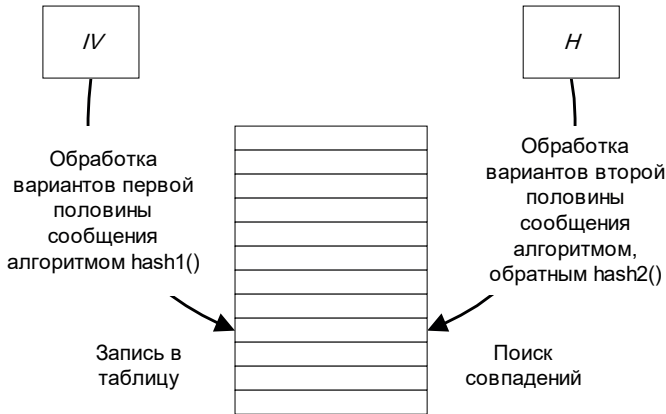 IV
H
Обработка
вариантов первой
половины
сообщения
алгоритмом hash1()
Обработка
вариантов второй
половины
сообщения
алгоритмом,
обратным hash2()
Запись в
таблицу
Поиск
совпадений